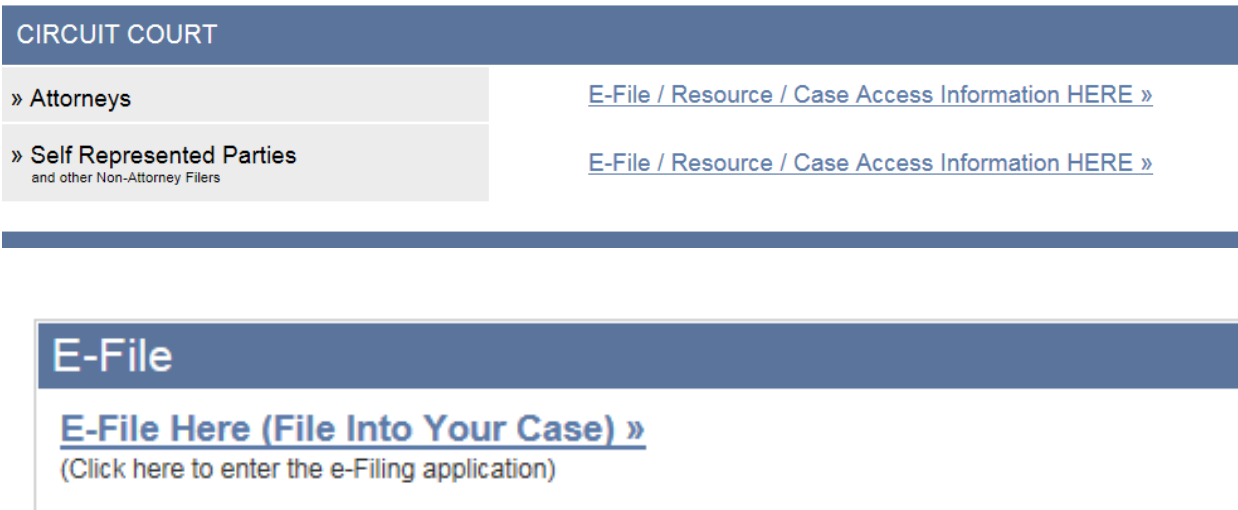 CIRCUIT COURT
» Attorneys
E-File / Resource / Case Access Information HERE »
» Self Represented Parties
and other Non-Attorney Filers
E-File / Resource / Case Access Information HERE »
E-File
E-File Here (File Into Your Case) »
(Click here to enter the e-Filing application)